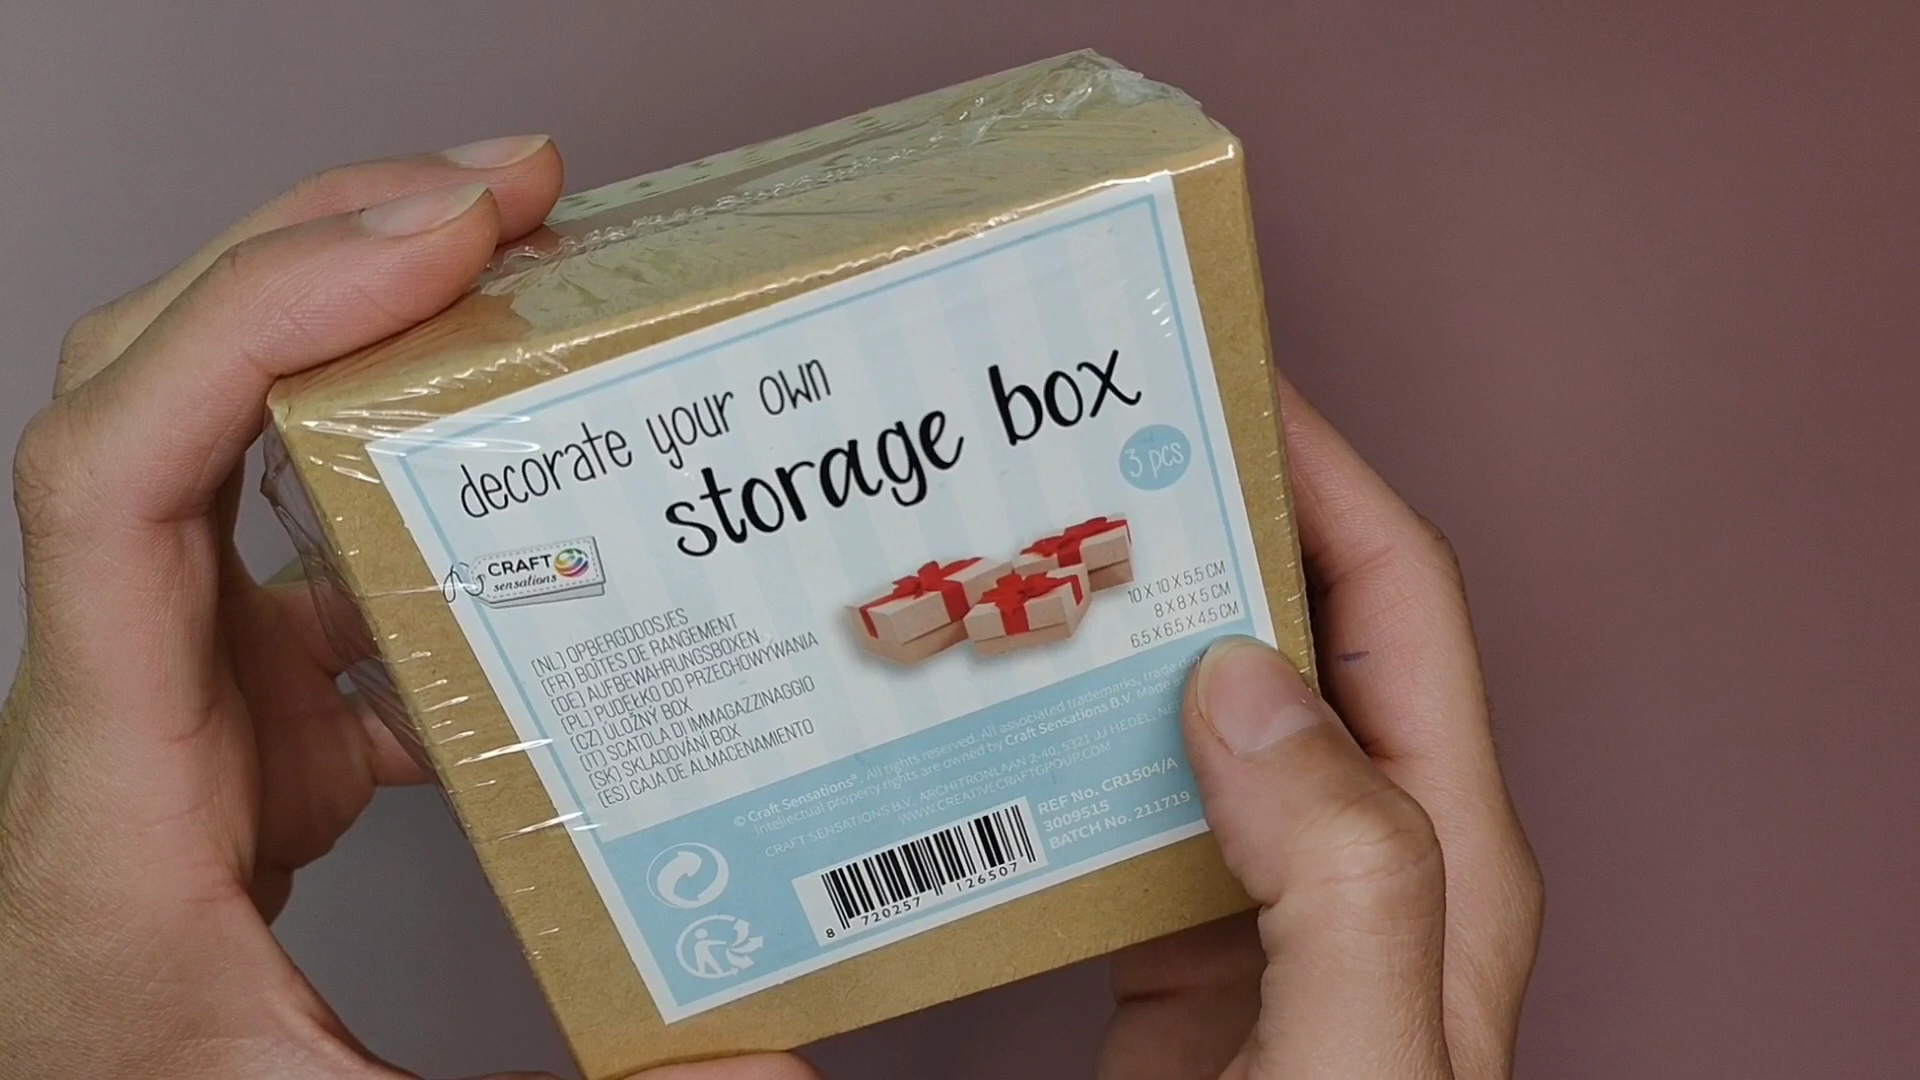 decorate your own
storage box
3 pcs
CRAFT
sensations
10 X 10 X 5,5 CM
8 X 8 X 5 CM
6,5 X 6,5 X 4,5 CM
(NL) OPBERGDOOSJES
(FR) BOÎTES DE RANGEMENT
(DE) AUFBEWAHRUNGSBOXEN
(PL) PUDEŁKO DO PRZECHOWYWANIA
(CZ) ÚLOŽNÝ BOX
(IT) SCATOLA DI IMMAGAZZINAGGIO
(SK) SKLADOVANÍ BOX
(ES) CAJA DE ALMACENAMIENTO
© Craft Sensations®. All rights reserved. All associated trademarks, trade
intellectual property rights are owned by Craft Sensations B.V. Made
CRAFT SENSATIONS B.V. ARCHITRONLAAN 2-40, 5321 JJ HEDEL,
WWW.CREATIVECRAFTGROUP.COM
REF No. CR1504/A
3009515
BATCH No. 211719
8 720257 126507